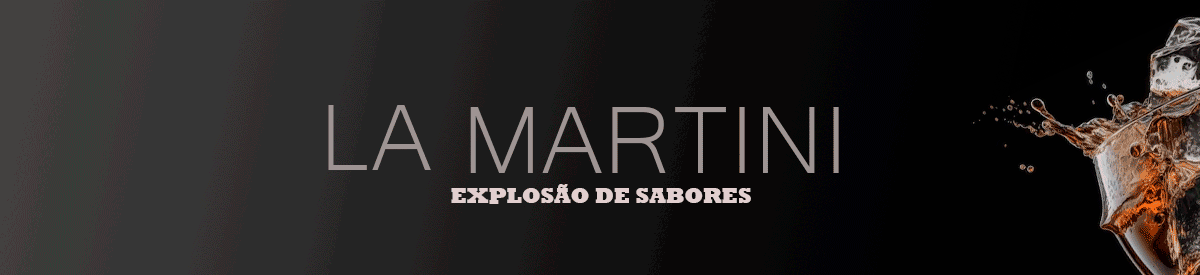 LA MARTINI
EXPLOSÃO DE SABORES